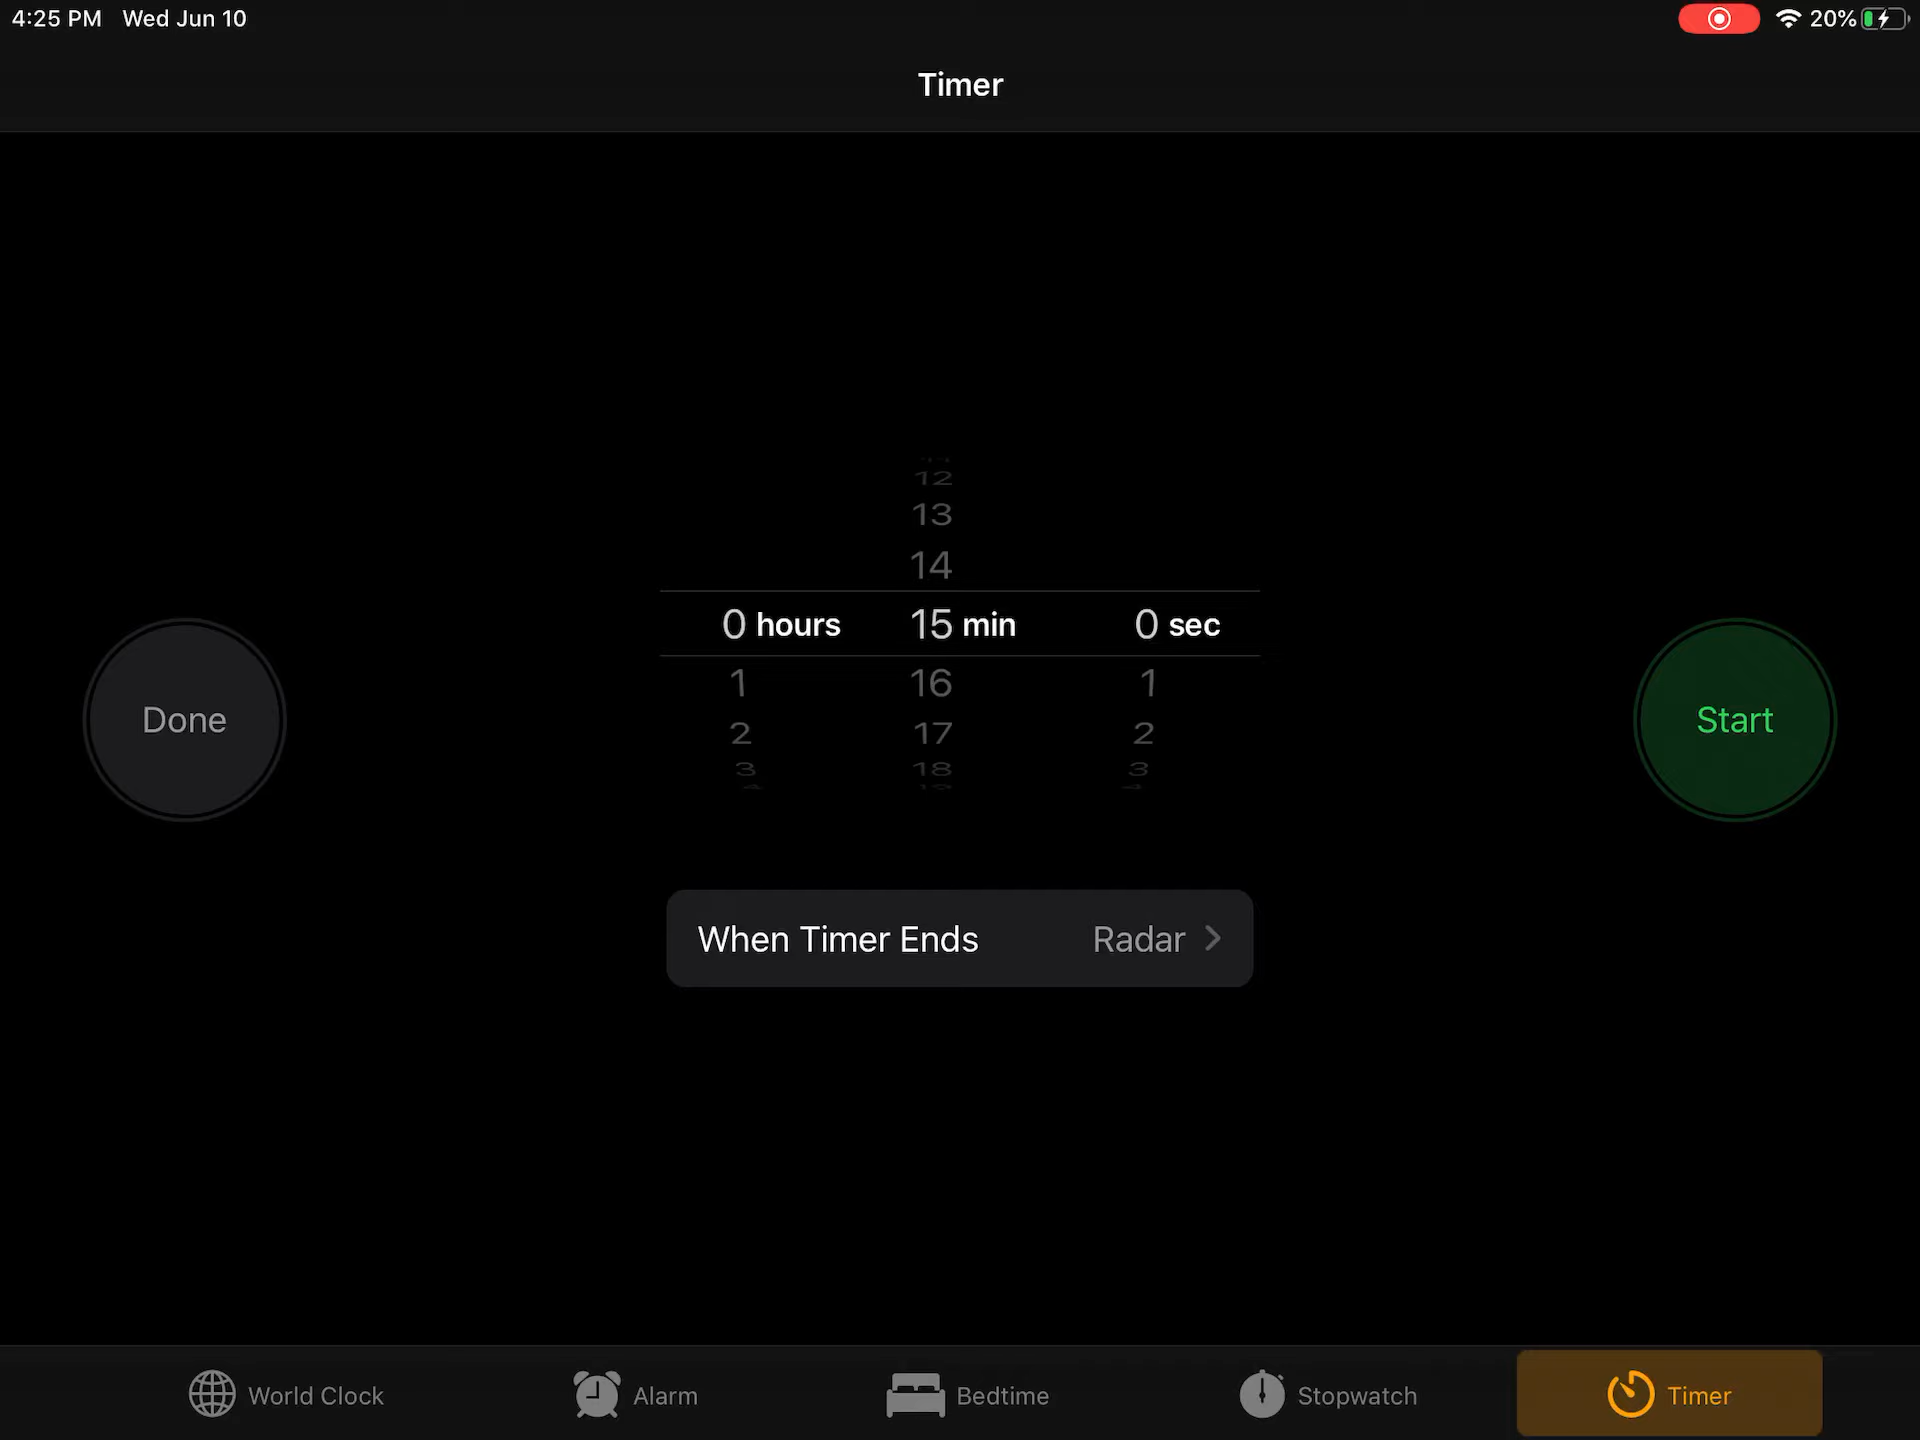 4:25 PM Wed Jun 10 20%
Timer
12
13
14
0 hours 15 min 0 sec
1 16 1
2 17 2
3 18 3
Done
Start
When Timer Ends Radar
World Clock Alarm Bedtime Stopwatch Timer